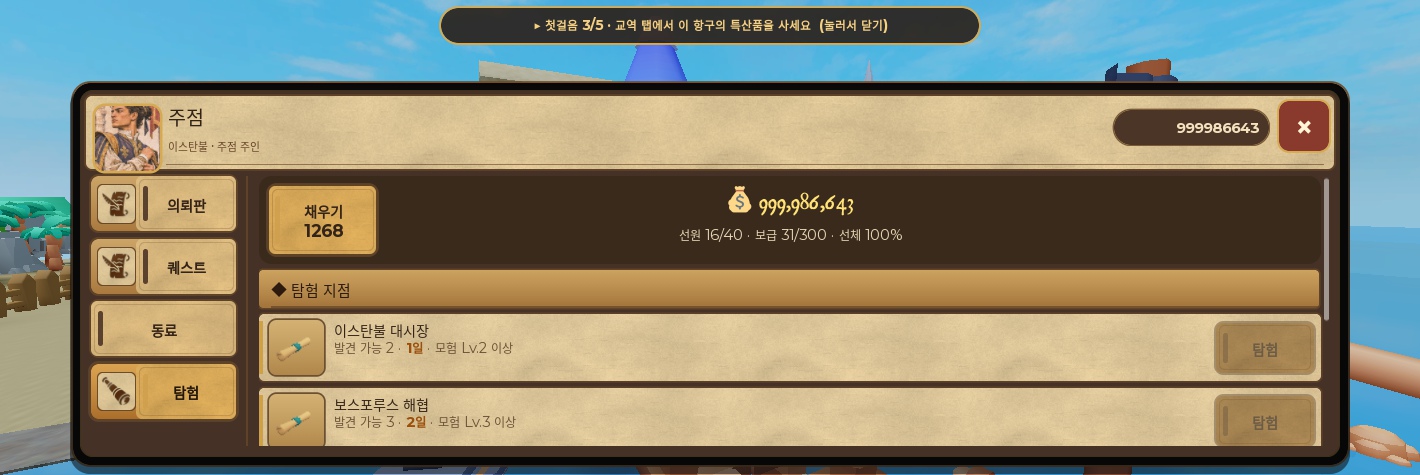 ▸ 첫걸음 3/5 · 교역 탭에서 이 항구의 특산품을 사세요 (눌러서 닫기)
주점
이스탄불 · 주점 주인
999986643
×
의뢰판
퀘스트
동료
탐험
채우기
1268
999,986,643
선원 16/40 · 보급 31/300 · 선체 100%
◆ 탐험 지점
이스탄불 대시장
발견 가능 2 · 1일 · 모험 Lv.2 이상
탐험
보스포루스 해협
발견 가능 3 · 2일 · 모험 Lv.3 이상
탐험